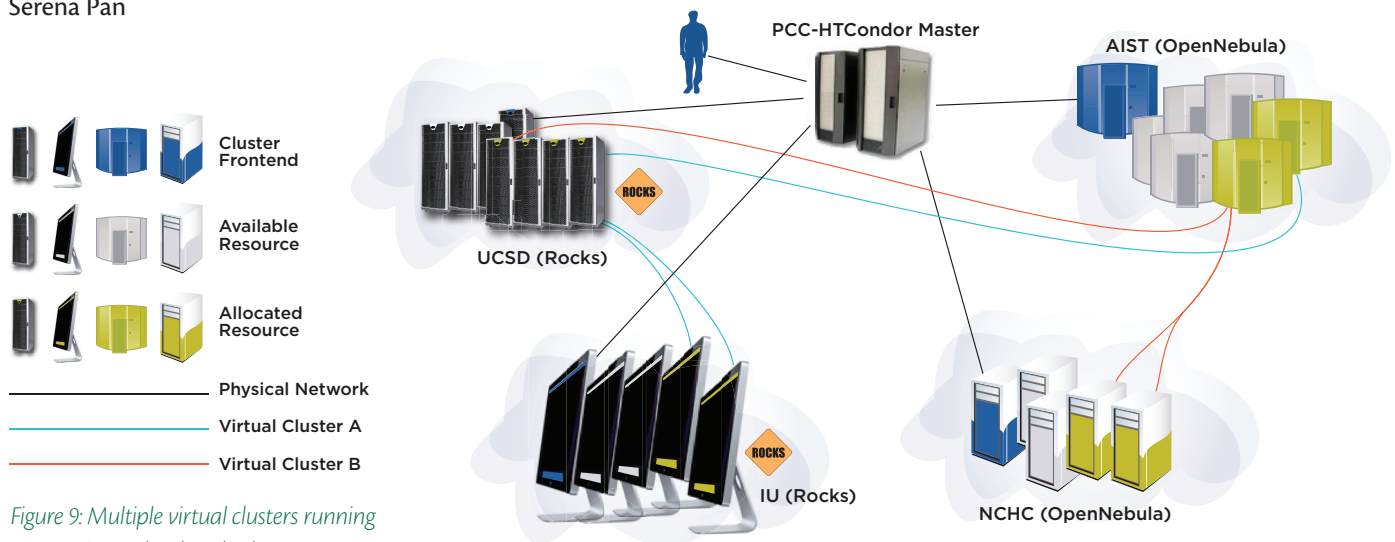 Serena Pan
PCC-HTCondor Master
AIST (OpenNebula)
Cluster
Frontend
ROCKS
Available
Resource
UCSD (Rocks)
Allocated
Resource
Physical Network
Virtual Cluster A
ROCKS
Virtual Cluster B
IU (Rocks)
NCHC (OpenNebula)
Figure 9: Multiple virtual clusters running